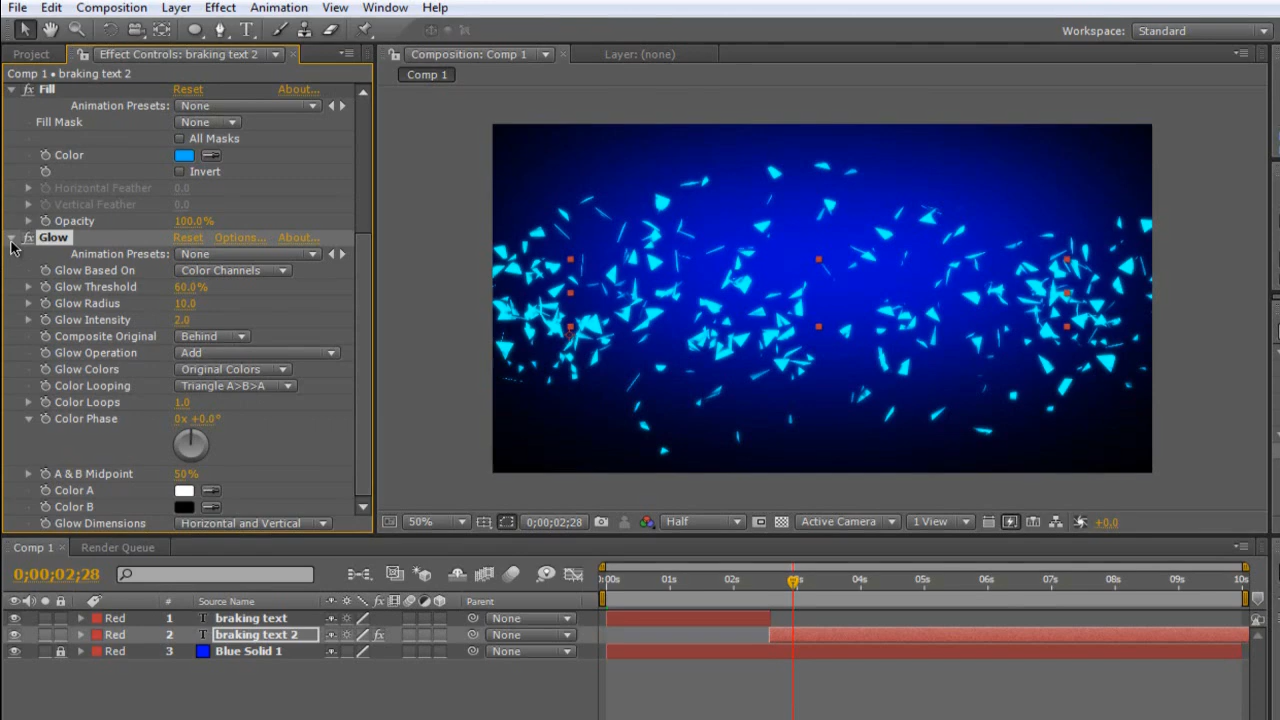 File Edit Composition Layer Effect Animation View Window Help
Workspace: Standard
Project Effect Controls: braking text 2 Composition: Comp 1 Layer: (none)
Comp 1 • braking text 2
Comp 1
fx Fill Reset About...
Animation Presets: None
Fill Mask None
All Masks
Color
Invert
Horizontal Feather 0.0
Vertical Feather 0.0
Opacity 100.0%
fx Glow Reset Options... About...
Animation Presets: None
Glow Based On Color Channels
Glow Threshold 60.0%
Glow Radius 10.0
Glow Intensity 2.0
Composite Original Behind
Glow Operation Add
Glow Colors Original Colors
Color Looping Triangle A>B>A
Color Loops 1.0
Color Phase 0x +0.0°
A & B Midpoint 50%
Color A
Color B
Glow Dimensions Horizontal and Vertical
50% 0;00;02;28 Half Active Camera 1 View +0.0
Comp 1 Render Queue
0;00;02;28
:00s 01s 02s 3s 04s 05s 06s 07s 08s 09s 10s
# Source Name fx Parent
Red 1 T braking text None
Red 2 T braking text 2 fx None
Red 3 Blue Solid 1 None